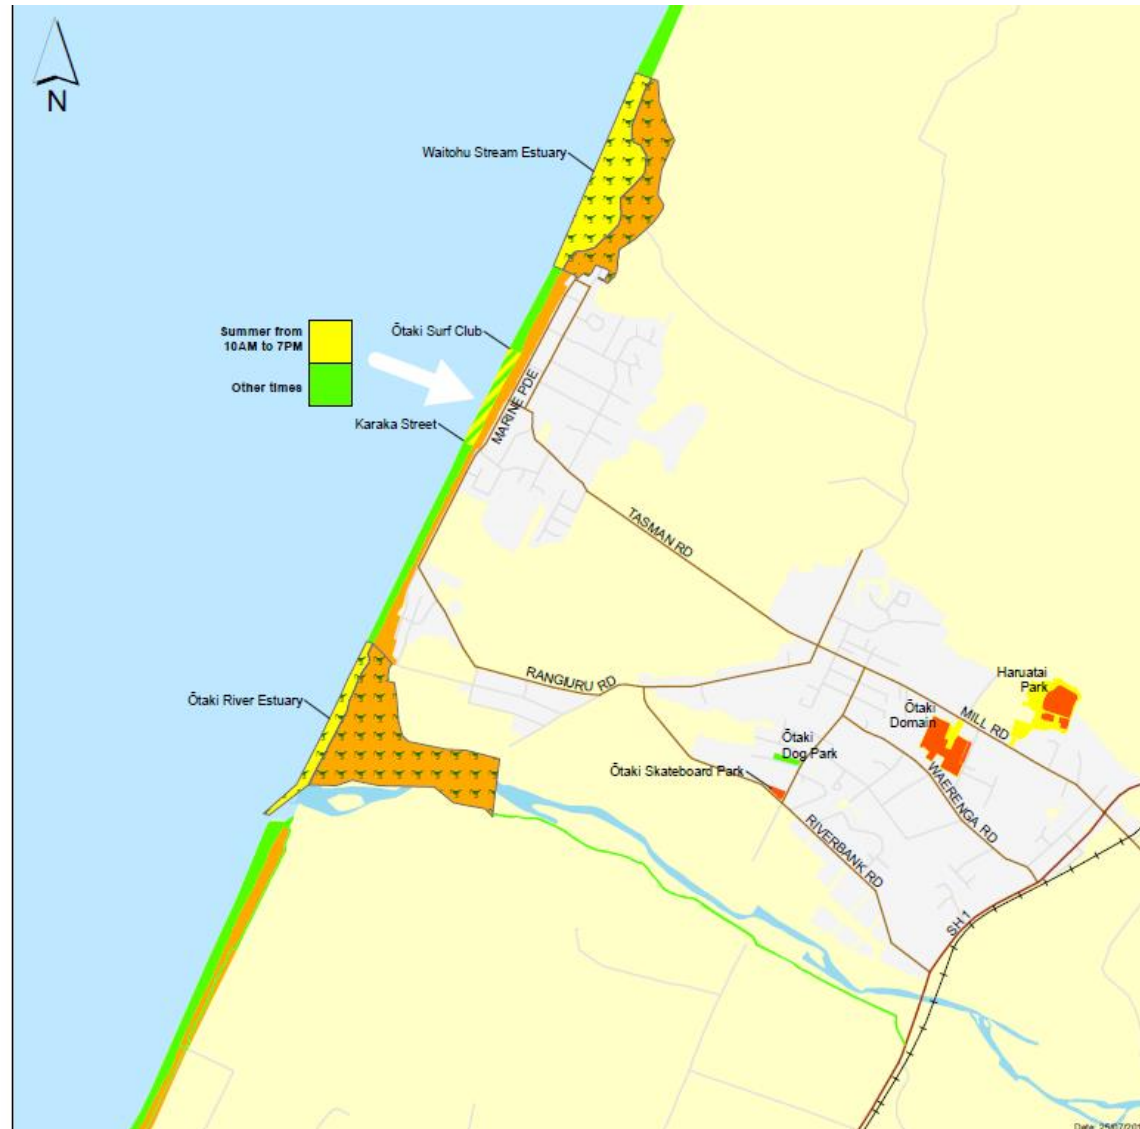 N
Waitohu Stream Estuary
Summer from
10AM to 7PM
Other times
Ōtaki Surf Club
Karaka Street
MARINE PDE
TASMAN RD
RANGIURU RD
Ōtaki River Estuary
Haruatai
Park
Ōtaki
Domain
MILL RD
Ōtaki
Dog Park
Ōtaki Skateboard Park
WAERENGA RD
RIVERBANK RD
SH 1
Date: